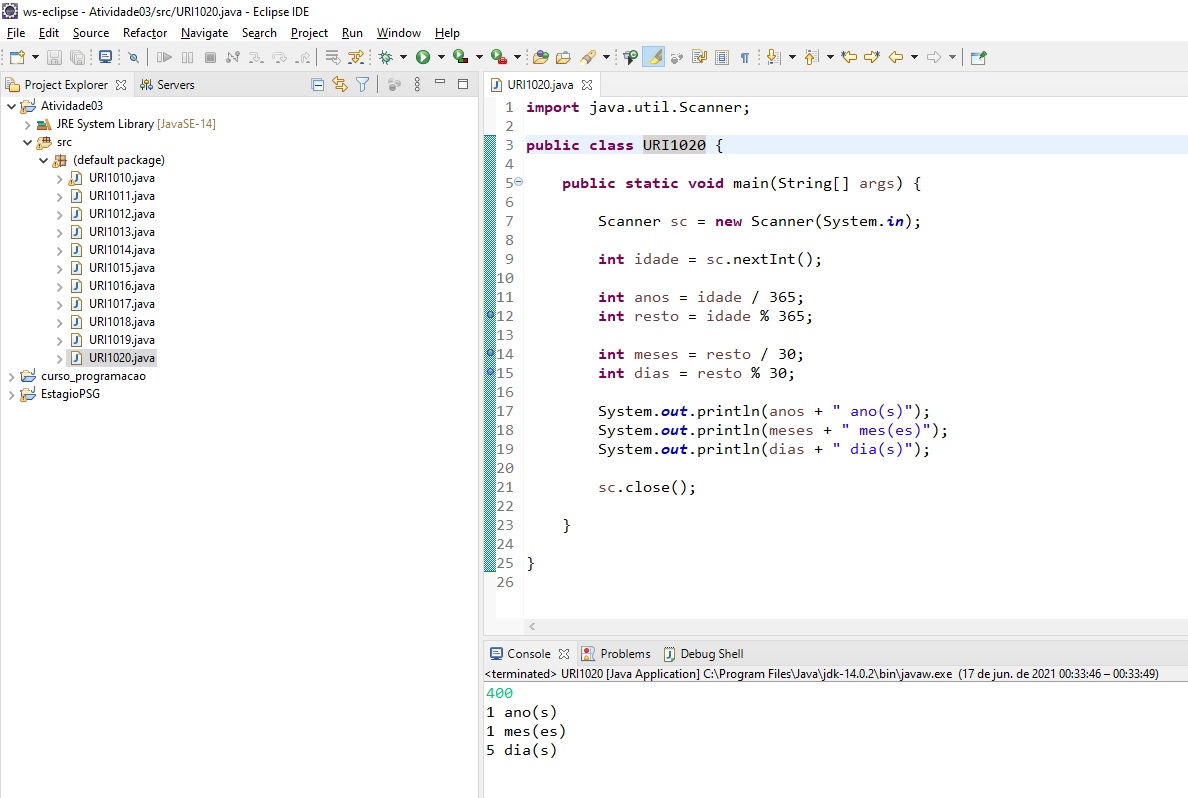 ws-eclipse - Atividade03/src/URI1020.java - Eclipse IDE
File Edit Source Refactor Navigate Search Project Run Window Help
Project Explorer Servers
Atividade03
JRE System Library [JavaSE-14]
src
(default package)
URI1010.java
URI1011.java
URI1012.java
URI1013.java
URI1014.java
URI1015.java
URI1016.java
URI1017.java
URI1018.java
URI1019.java
URI1020.java
curso_programacao
EstagioPSG
URI1020.java
1 import java.util.Scanner;
2
3 public class URI1020 {
4
5 public static void main(String[] args) {
6
7 Scanner sc = new Scanner(System.in);
8
9 int idade = sc.nextInt();
10
11 int anos = idade / 365;
12 int resto = idade % 365;
13
14 int meses = resto / 30;
15 int dias = resto % 30;
16
17 System.out.println(anos + " ano(s)");
18 System.out.println(meses + " mes(es)");
19 System.out.println(dias + " dia(s)");
20
21 sc.close();
22
23 }
24
25 }
26
Console Problems Debug Shell
<terminated> URI1020 [Java Application] C:\Program Files\Java\jdk-14.0.2\bin\javaw.exe (17 de jun. de 2021 00:33:46 – 00:33:49)
400
1 ano(s)
1 mes(es)
5 dia(s)